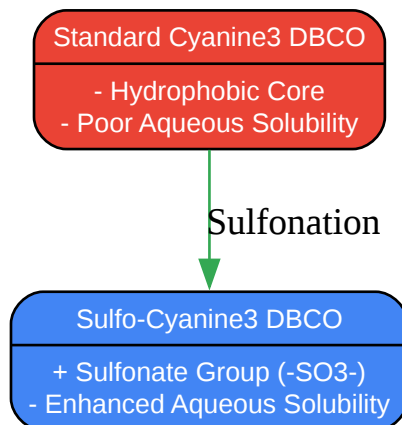 Standard Cyanine3 DBCO
- Hydrophobic Core
- Poor Aqueous Solubility
Sulfonation
Sulfo-Cyanine3 DBCO
+ Sulfonate Group (-SO3-)
- Enhanced Aqueous Solubility